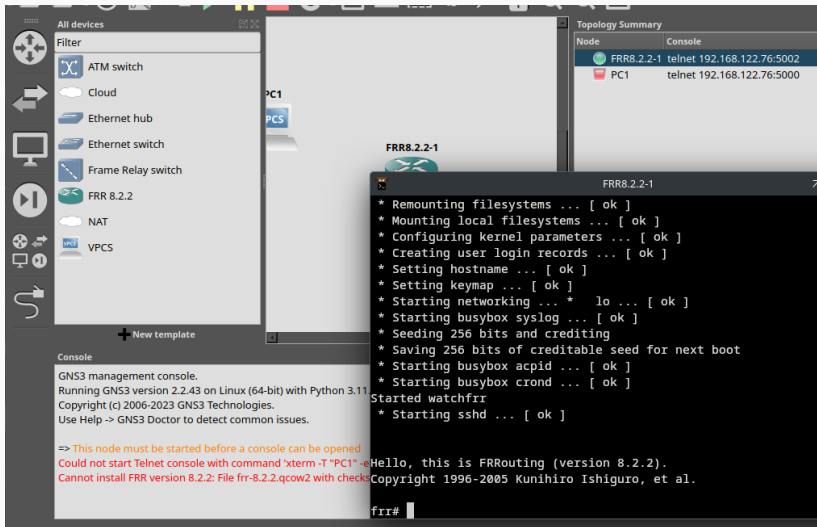 All devices
Filter
ATM switch
Cloud
Ethernet hub
Ethernet switch
Frame Relay switch
FRR 8.2.2
NAT
VPCS
New template
PC1
VPCS
FRR8.2.2-1
Topology Summary
Node Console
FRR8.2.2-1 telnet 192.168.122.76:5002
PC1 telnet 192.168.122.76:5000
Console
GNS3 management console.
Running GNS3 version 2.2.43 on Linux (64-bit) with Python 3.11
Copyright (c) 2006-2023 GNS3 Technologies.
Use Help -> GNS3 Doctor to detect common issues.
=> This node must be started before a console can be opened
Could not start Telnet console with command 'xterm -T "PC1" -e
Cannot install FRR version 8.2.2: File frr-8.2.2.qcow2 with checks
FRR8.2.2-1
* Remounting filesystems ... [ ok ]
* Mounting local filesystems ... [ ok ]
* Configuring kernel parameters ... [ ok ]
* Creating user login records ... [ ok ]
* Setting hostname ... [ ok ]
* Setting keymap ... [ ok ]
* Starting networking ... *   lo ... [ ok ]
* Starting busybox syslog ... [ ok ]
* Seeding 256 bits and crediting
* Saving 256 bits of creditable seed for next boot
* Starting busybox acpid ... [ ok ]
* Starting busybox crond ... [ ok ]
Started watchfrr
* Starting sshd ... [ ok ]
Hello, this is FRRouting (version 8.2.2).
Copyright 1996-2005 Kunihiro Ishiguro, et al.
frr#